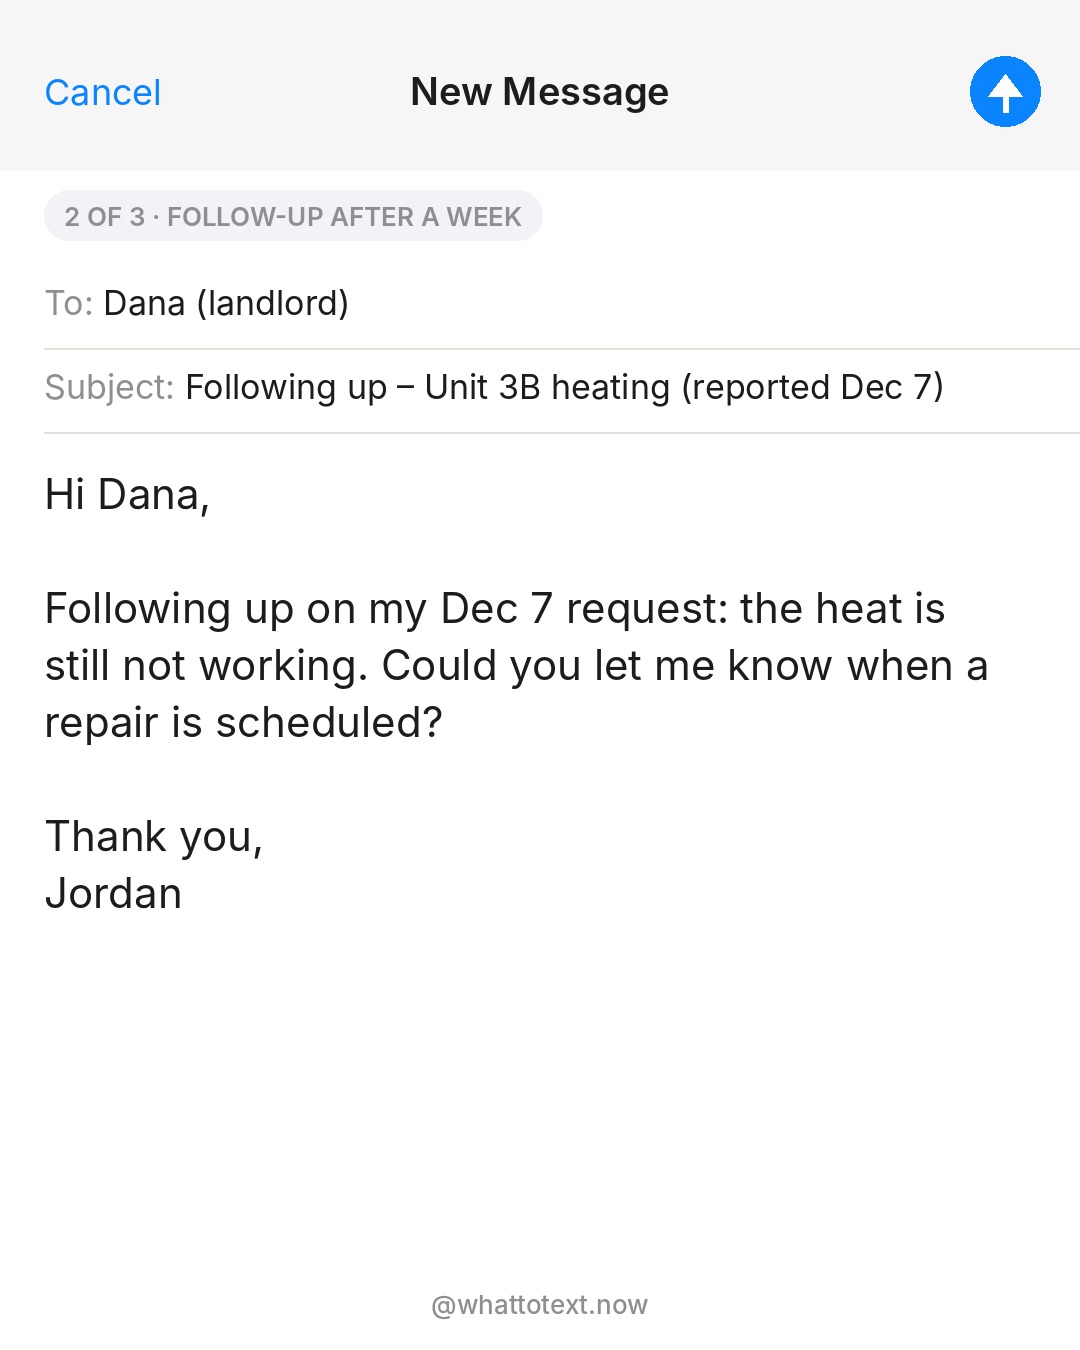 Cancel New Message
2 OF 3 · FOLLOW-UP AFTER A WEEK
To: Dana (landlord)
Subject: Following up – Unit 3B heating (reported Dec 7)
Hi Dana,
Following up on my Dec 7 request: the heat is
still not working. Could you let me know when a
repair is scheduled?
Thank you,
Jordan
@whattotext.now